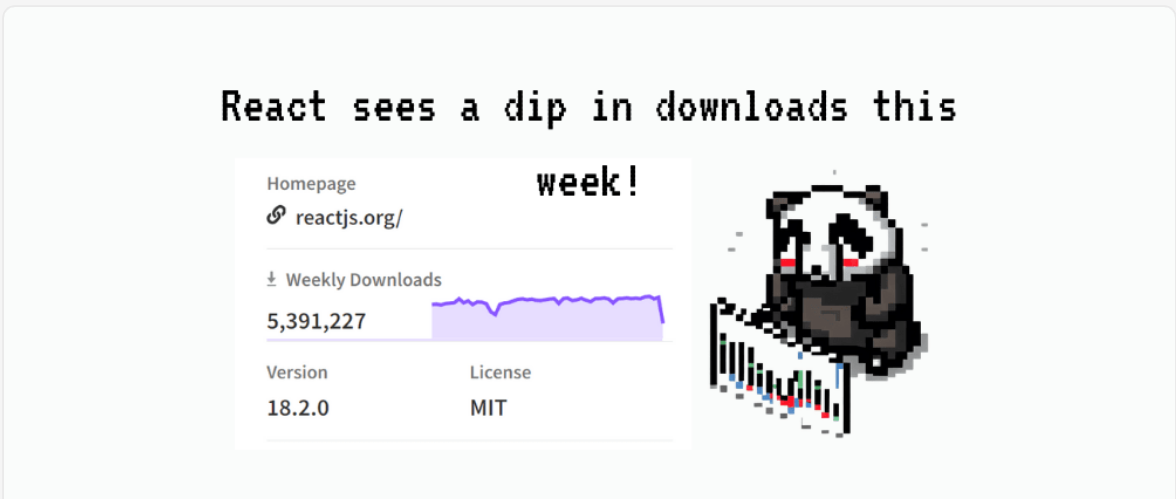 React sees a dip in downloads this
week!
Homepage
reactjs.org/
Weekly Downloads
5,391,227
Version
License
18.2.0
MIT